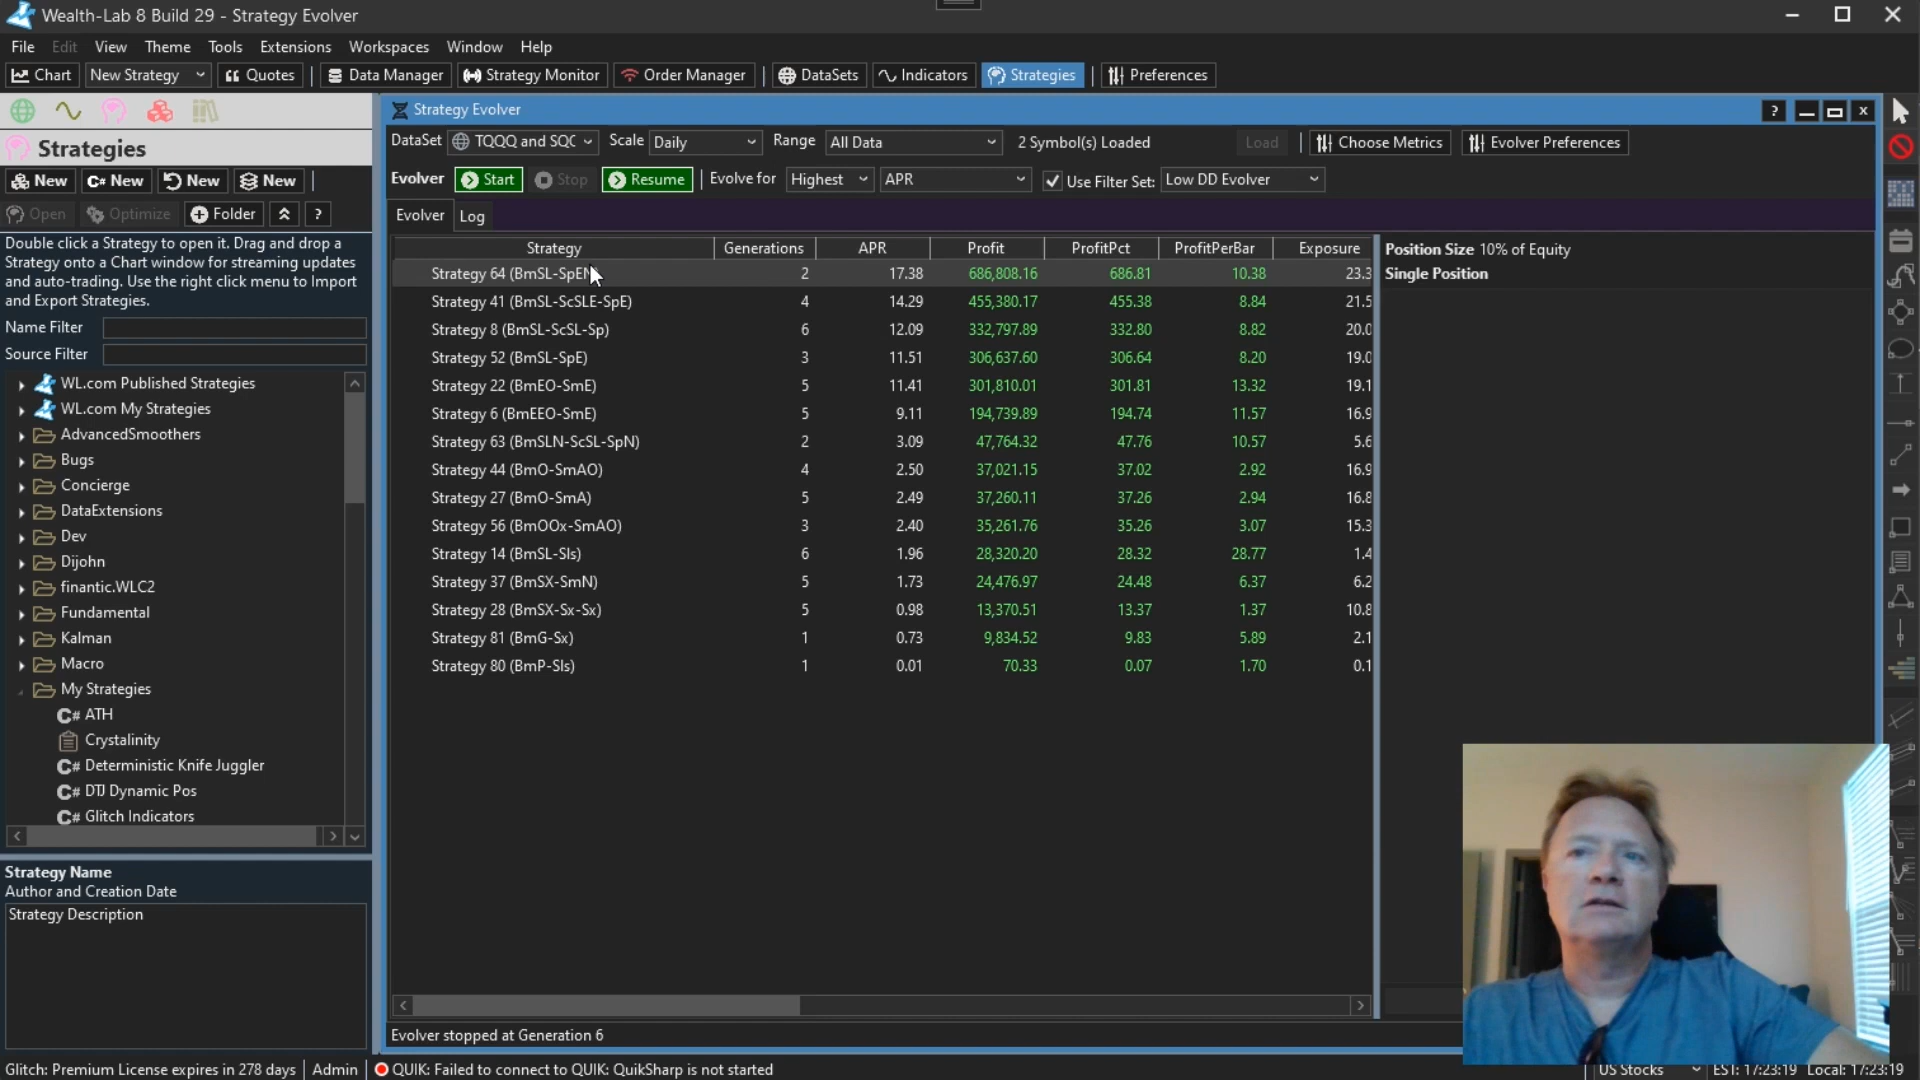 Wealth-Lab 8 Build 29 - Strategy Evolver
File Edit View Theme Tools Extensions Workspaces Window Help
Chart New Strategy Quotes Data Manager Strategy Monitor Order Manager DataSets Indicators Strategies Preferences
Strategies
New C# New New New
Open Optimize Folder ?
Double click a Strategy to open it. Drag and drop a
Strategy onto a Chart window for streaming updates
and auto-trading. Use the right click menu to Import
and Export Strategies.
Name Filter
Source Filter
WL.com Published Strategies
WL.com My Strategies
AdvancedSmoothers
Bugs
Concierge
DataExtensions
Dev
Dijohn
finantic.WLC2
Fundamental
Kalman
Macro
My Strategies
C# ATH
Crystalinity
C# Deterministic Knife Juggler
C# DTJ Dynamic Pos
C# Glitch Indicators
Strategy Name
Author and Creation Date
Strategy Description
Strategy Evolver ?
DataSet TQQQ and SQC Scale Daily Range All Data 2 Symbol(s) Loaded Load Choose Metrics Evolver Preferences
Evolver Start Stop Resume Evolve for Highest APR Use Filter Set: Low DD Evolver
Evolver Log
Strategy Generations APR Profit ProfitPct ProfitPerBar Exposure
Strategy 64 (BmSL-SpEN) 2 17.38 686,808.16 686.81 10.38 23.3
Strategy 41 (BmSL-ScSLE-SpE) 4 14.29 455,380.17 455.38 8.84 21.5
Strategy 8 (BmSL-ScSL-Sp) 6 12.09 332,797.89 332.80 8.82 20.0
Strategy 52 (BmSL-SpE) 3 11.51 306,637.60 306.64 8.20 19.0
Strategy 22 (BmEO-SmE) 5 11.41 301,810.01 301.81 13.32 19.1
Strategy 6 (BmEEO-SmE) 5 9.11 194,739.89 194.74 11.57 16.9
Strategy 63 (BmSLN-ScSL-SpN) 2 3.09 47,764.32 47.76 10.57 5.6
Strategy 44 (BmO-SmAO) 4 2.50 37,021.15 37.02 2.92 16.9
Strategy 27 (BmO-SmA) 5 2.49 37,260.11 37.26 2.94 16.8
Strategy 56 (BmOOx-SmAO) 3 2.40 35,261.76 35.26 3.07 15.3
Strategy 14 (BmSL-Sls) 6 1.96 28,320.20 28.32 28.77 1.4
Strategy 37 (BmSX-SmN) 5 1.73 24,476.97 24.48 6.37 6.2
Strategy 28 (BmSX-Sx-Sx) 5 0.98 13,370.51 13.37 1.37 10.8
Strategy 81 (BmG-Sx) 1 0.73 9,834.52 9.83 5.89 2.1
Strategy 80 (BmP-Sls) 1 0.01 70.33 0.07 1.70 0.1
Position Size 10% of Equity
Single Position
Evolver stopped at Generation 6
Glitch: Premium License expires in 278 days Admin QUIK: Failed to connect to QUIK: QuikSharp is not started US Stocks EST: 17:23:19 Local: 17:23:19